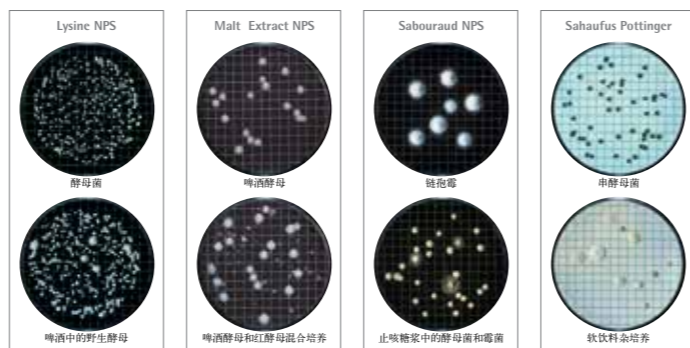 Lysine NPS
酵母菌
啤酒中的野生酵母
Malt Extract NPS
啤酒酵母
啤酒酵母和红酵母混合培养
Sabouraud NPS
链孢霉
止咳糖浆中的酵母菌和霉菌
Sahaufus Pottinger
串酵母菌
软饮料杂培养